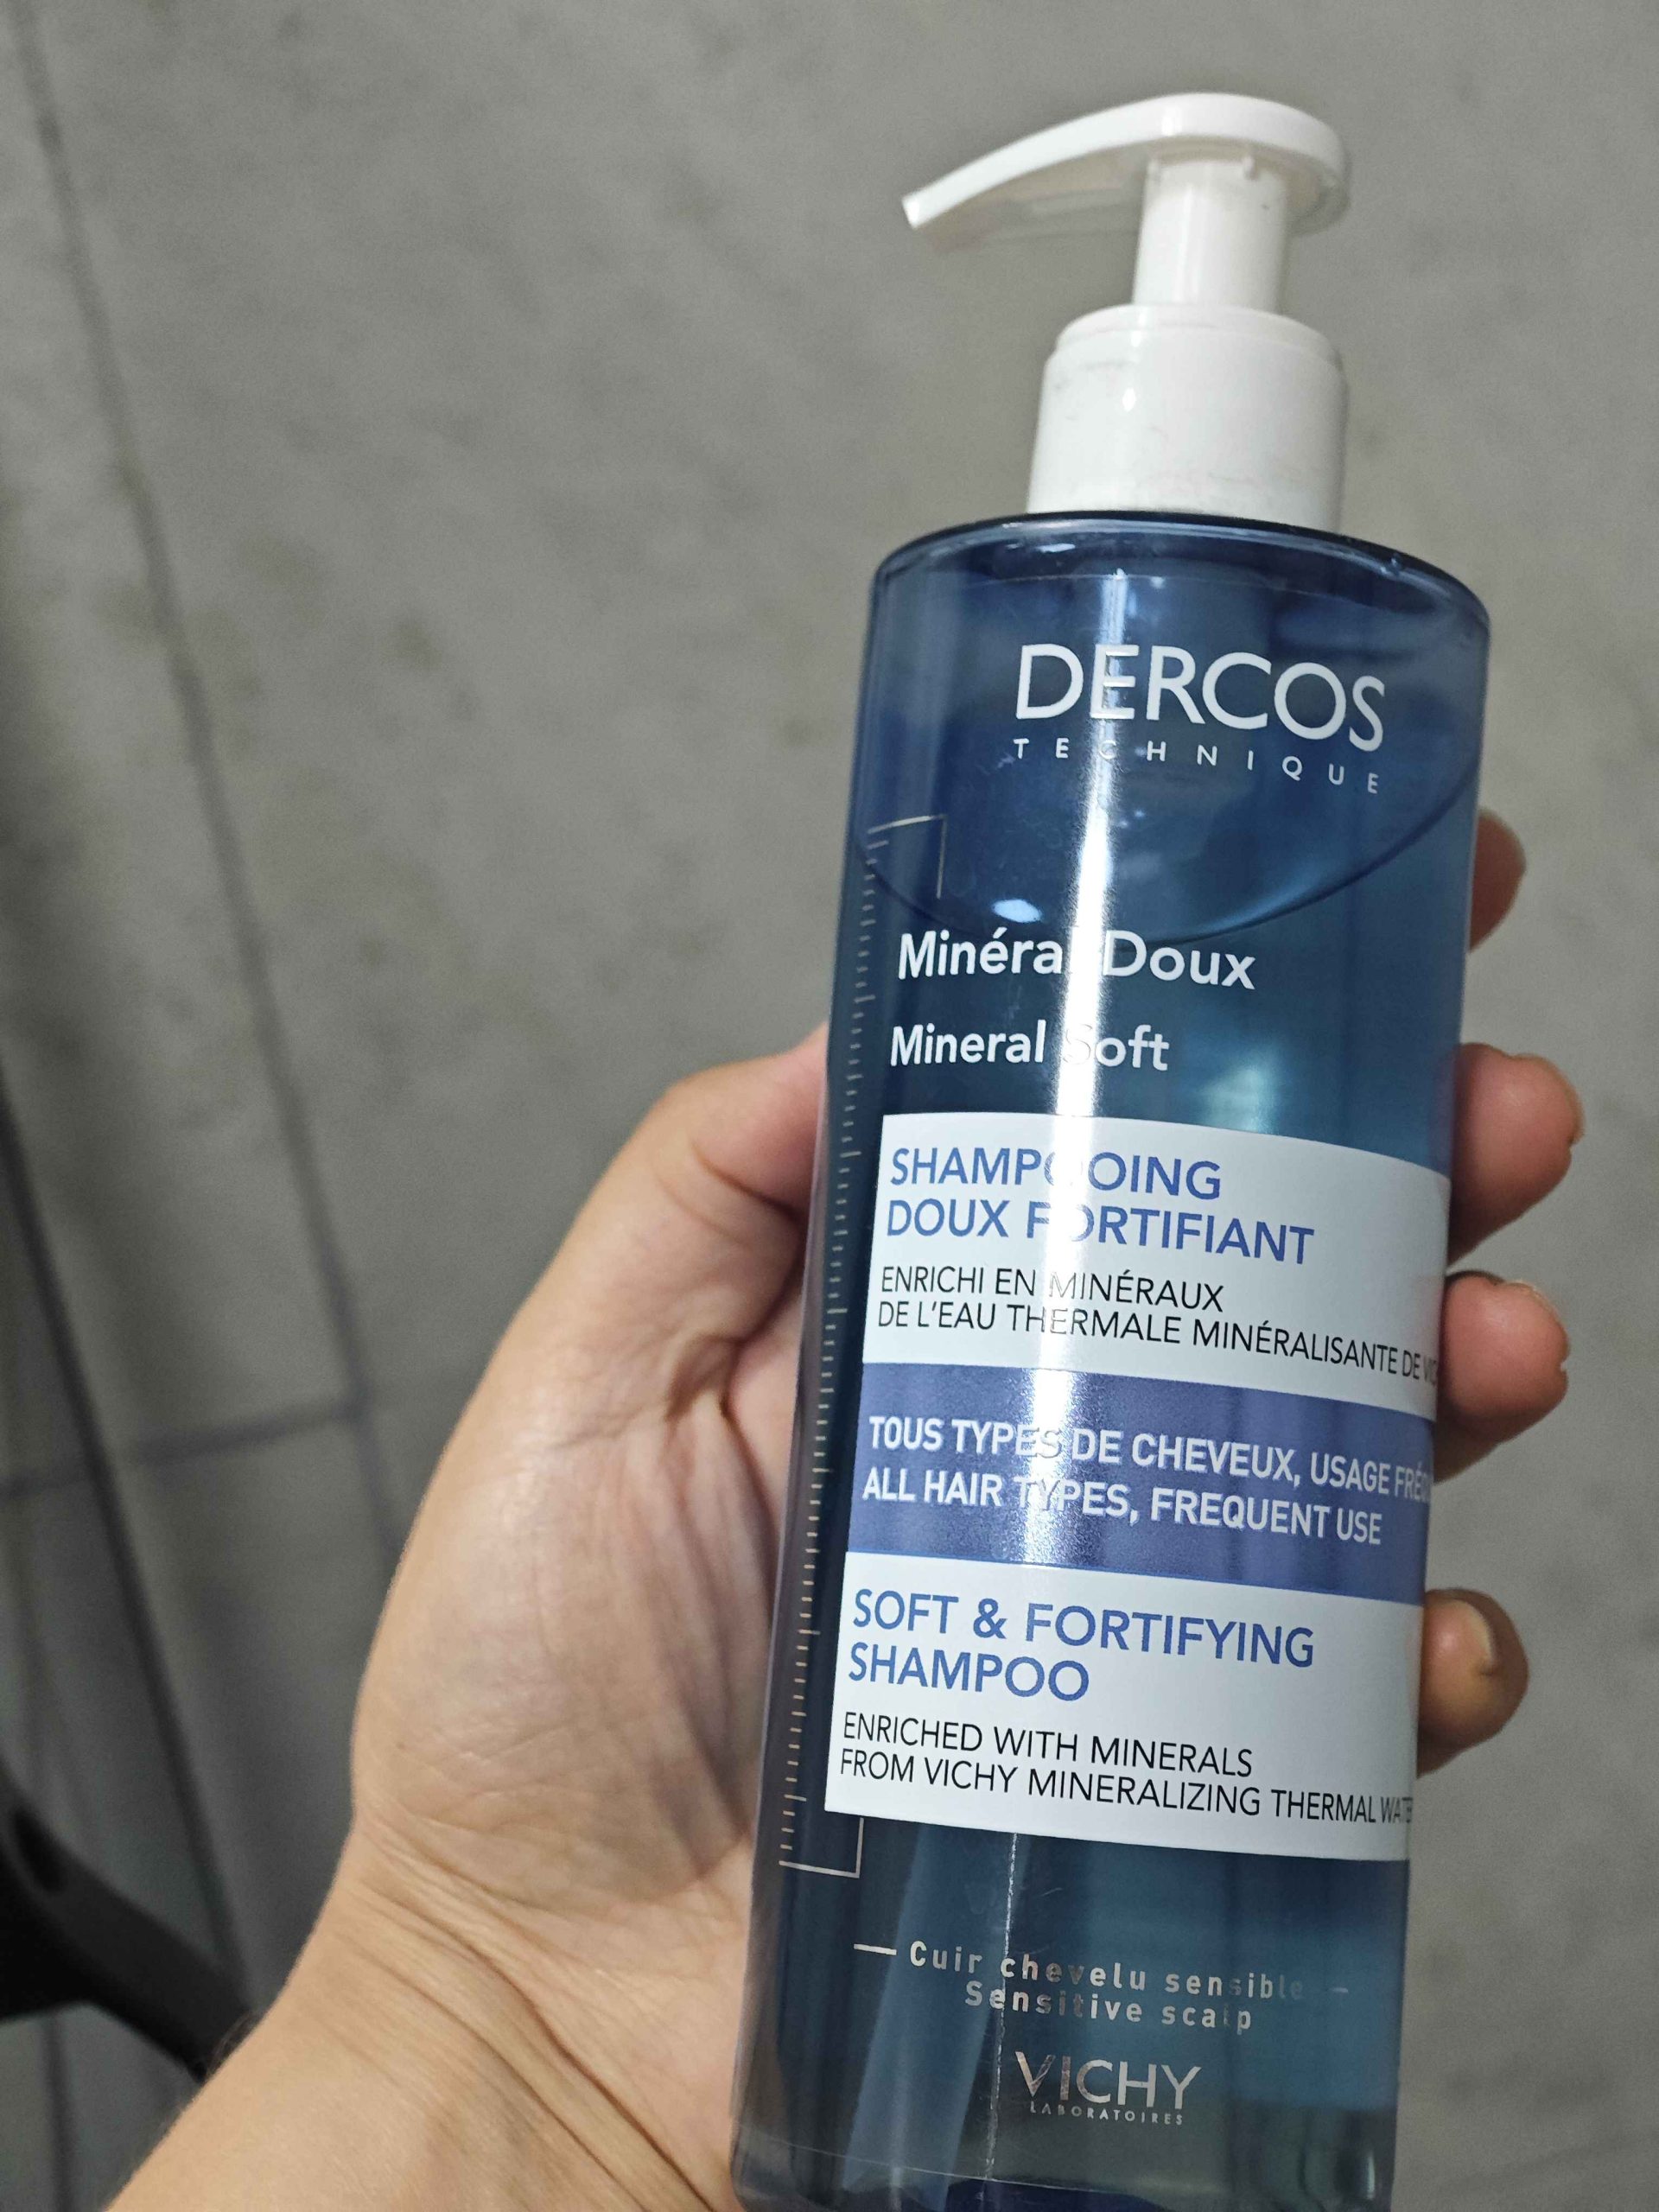 DERCOS
TECHNIQUE
Minéral Doux
Mineral Soft
SHAMPOOING
DOUX FORTIFIANT
ENRICHI EN MINÉRAUX
DE L'EAU THERMALE MINÉRALISANTE DE
TOUS TYPES DE CHEVEUX, USAGE
ALL HAIR TYPES, FREQUENT USE
SOFT & FORTIFYING
SHAMPOO
ENRICHED WITH MINERALS
FROM VICHY MINERALIZING THERMAL
Cuir chevelu sensible
Sensitive scalp
VICHY
LABORATOIRES